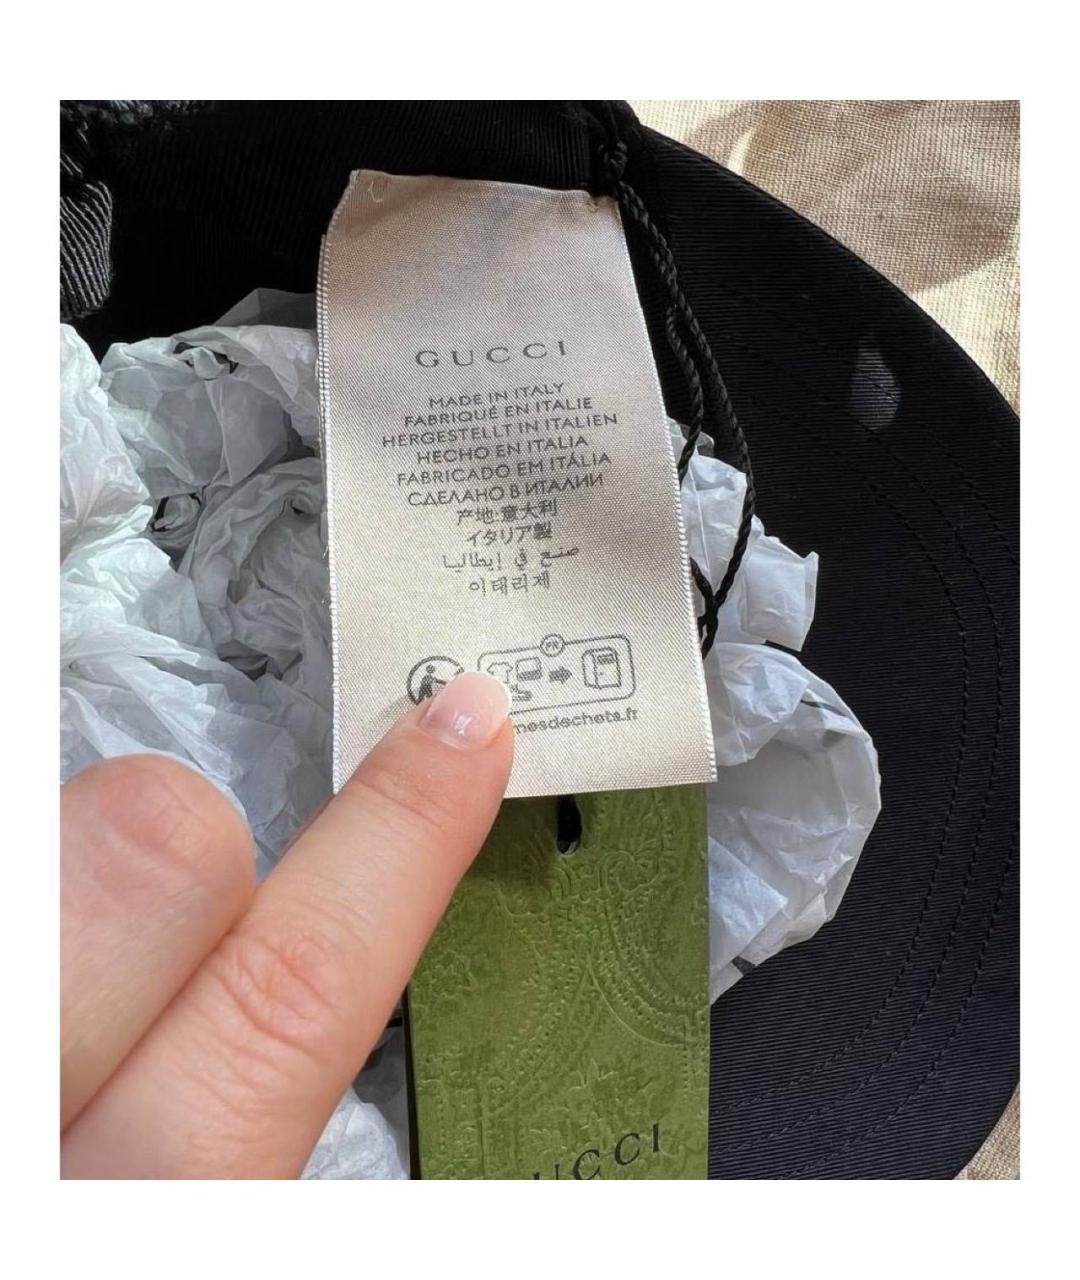 GUCCI
MADE IN ITALY
FABRIQUÉ EN ITALIE
HERGESTELLT IN ITALIEN
HECHO EN ITALIA
FABRICADO EM ITÁLIA
СДЕЛАНО В ИТАЛИИ
产地:意大利
イタリア製
صنع في إيطاليا
이태리제
FR
GUCCI